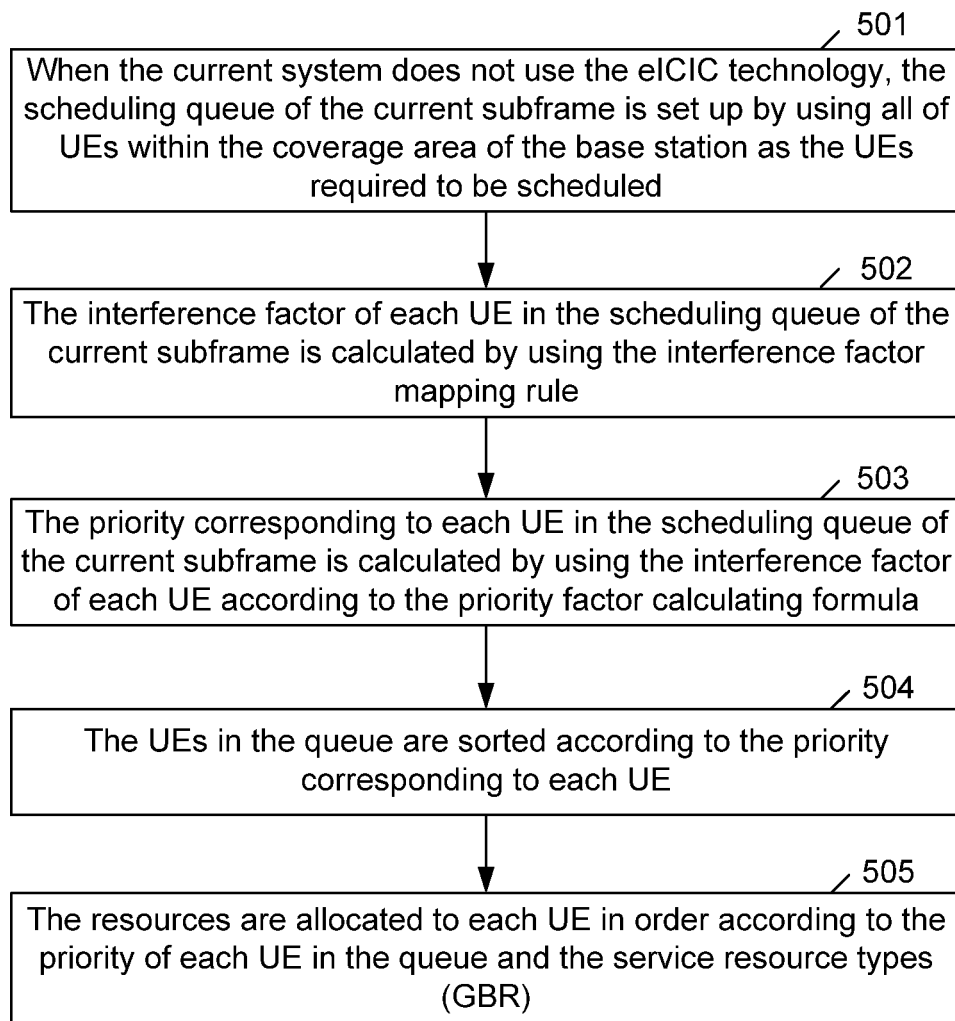 501
When the current system does not use the eICIC technology, the
scheduling queue of the current subframe is set up by using all of
UEs within the coverage area of the base station as the UEs
required to be scheduled
502
The interference factor of each UE in the scheduling queue of the
current subframe is calculated by using the interference factor
mapping rule
503
The priority corresponding to each UE in the scheduling queue of
the current subframe is calculated by using the interference factor
of each UE according to the priority factor calculating formula
504
The UEs in the queue are sorted according to the priority
corresponding to each UE
505
The resources are allocated to each UE in order according to the
priority of each UE in the queue and the service resource types
(GBR)